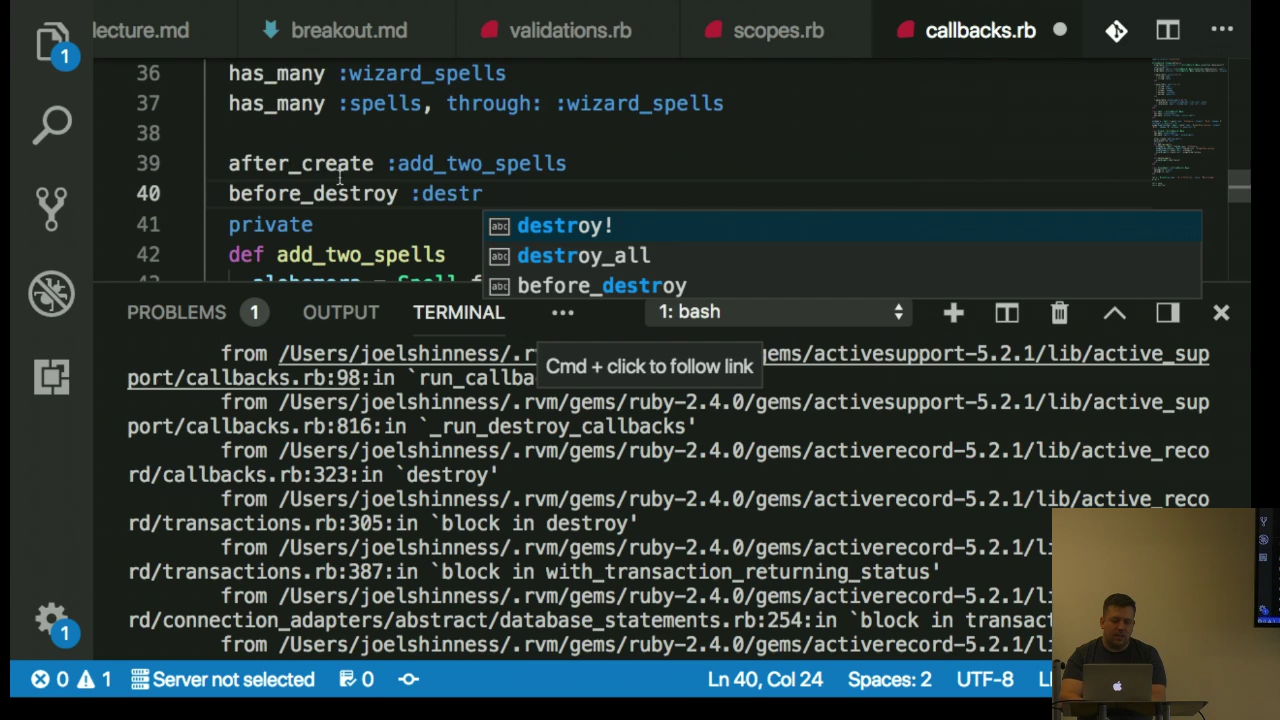 lecture.md breakout.md validations.rb scopes.rb callbacks.rb
1
36 has_many :wizard_spells
37 has_many :spells, through: :wizard_spells
38
39 after_create :add_two_spells
40 before_destroy :destr
41 private
destroy!
42 def add_two_spells
destroy_all
before_destroy
PROBLEMS 1 OUTPUT TERMINAL ••• 1: bash
from /Users/joelshinness/.r gems/activesupport-5.2.1/lib/active_sup
Cmd + click to follow link
port/callbacks.rb:98:in `run_callba
from /Users/joelshinness/.rvm/gems/ruby-2.4.0/gems/activesupport-5.2.1/lib/active_sup
port/callbacks.rb:816:in `_run_destroy_callbacks'
from /Users/joelshinness/.rvm/gems/ruby-2.4.0/gems/activerecord-5.2.1/lib/active_reco
rd/callbacks.rb:323:in `destroy'
from /Users/joelshinness/.rvm/gems/ruby-2.4.0/gems/activerecord-5.2.1/lib/active_reco
rd/transactions.rb:305:in `block in destroy'
from /Users/joelshinness/.rvm/gems/ruby-2.4.0/gems/activerecord-5.2.1/li
rd/transactions.rb:387:in `block in with_transaction_returning_status'
from /Users/joelshinness/.rvm/gems/ruby-2.4.0/gems/activerecord-5.2.1/li
rd/connection_adapters/abstract/database_statements.rb:254:in `block in transact
from /Users/joelshinness/.rvm/gems/ruby-2.4.0/gems/activerecord-5.2.1/li
1
0 1 Server not selected 0 Ln 40, Col 24 Spaces: 2 UTF-8